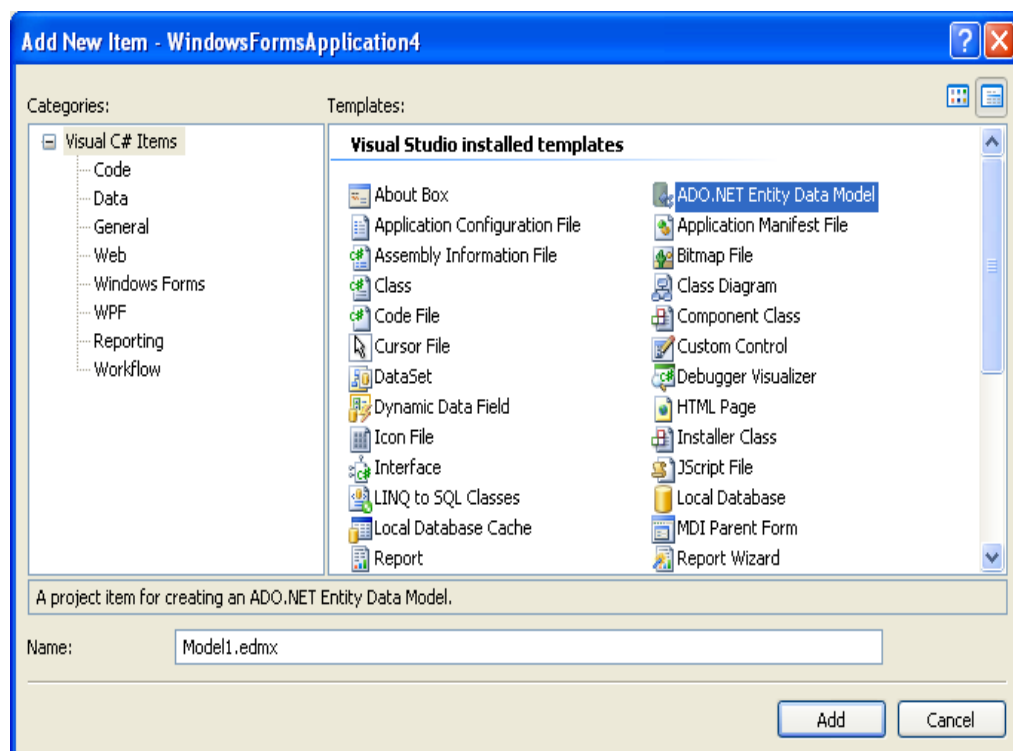 Add New Item - WindowsFormsApplication4
Categories:
Templates:
Visual C# Items
Code
Data
General
Web
Windows Forms
WPF
Reporting
Workflow
Visual Studio installed templates
About Box
ADO.NET Entity Data Model
Application Configuration File
Application Manifest File
Assembly Information File
Bitmap File
Class
Class Diagram
Code File
Component Class
Cursor File
Custom Control
DataSet
Debugger Visualizer
Dynamic Data Field
HTML Page
Icon File
Installer Class
Interface
JScript File
LINQ to SQL Classes
Local Database
Local Database Cache
MDI Parent Form
Report
Report Wizard
A project item for creating an ADO.NET Entity Data Model.
Name:
Model1.edmx
Add
Cancel